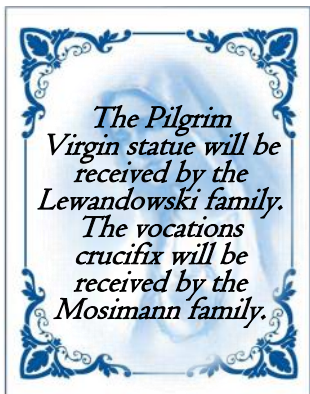 The Pilgrim
Virgin statue will be
received by the
Lewandowski family.
The vocations
crucifix will be
received by the
Mosimann family.